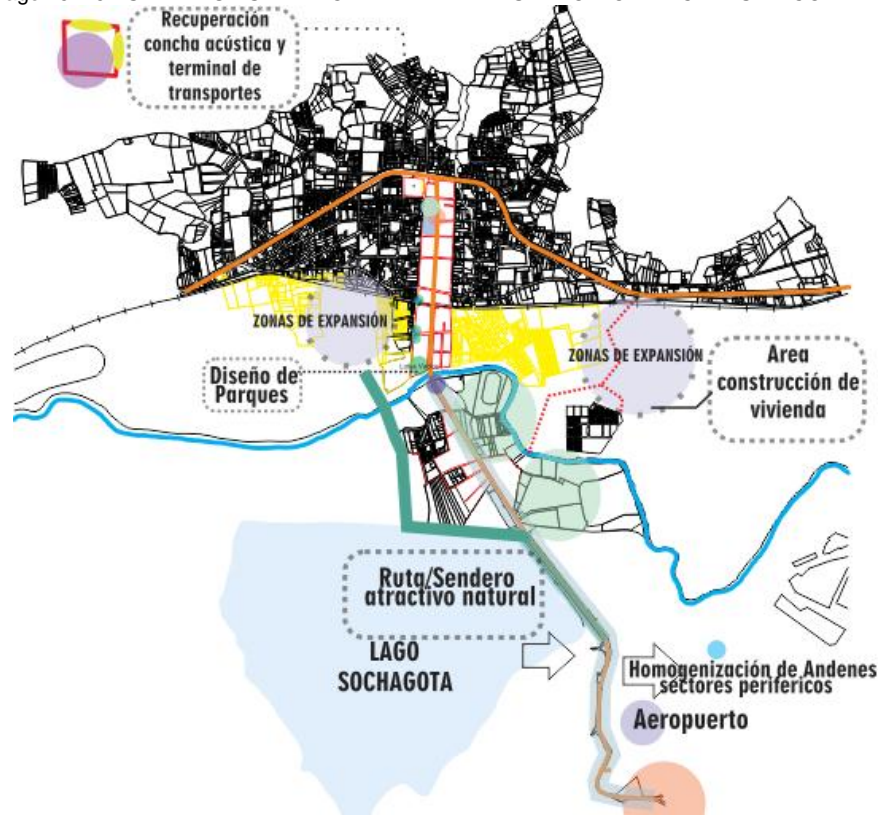 Recuperación
concha acústica y
terminal de
transportes
ZONAS DE EXPANSIÓN
ZONAS DE EXPANSIÓN
Diseño de
Parques
Area
construcción de
vivienda
Ruta/Sendero
atractivo natural
LAGO
SOCHAGOTA
Homogenización de Andenes
sectores perifericos
Aeropuerto